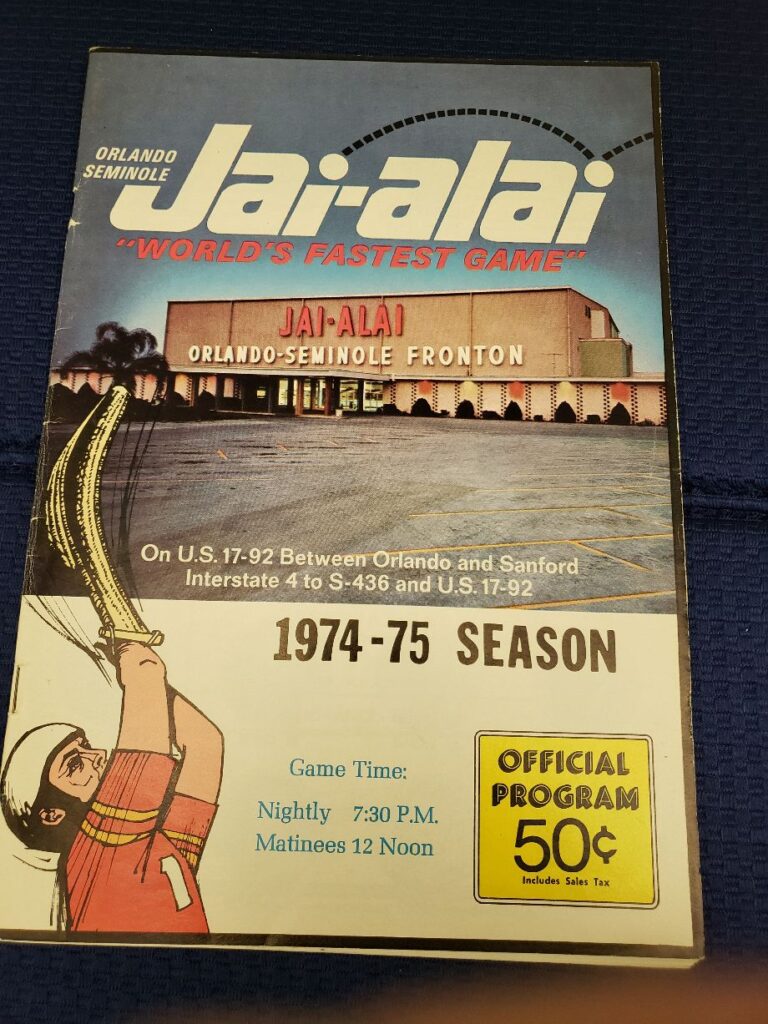 ORLANDO
SEMINOLE
Jai-alai
"WORLD'S FASTEST GAME"
JAI-ALAI
ORLANDO-SEMINOLE FRONTON
On U.S. 17-92 Between Orlando and Sanford
Interstate 4 to S-436 and U.S. 17-92
1974-75 SEASON
Game Time:
Nightly 7:30 P.M.
Matinees 12 Noon
OFFICIAL
PROGRAM
50¢
Includes Sales Tax
1